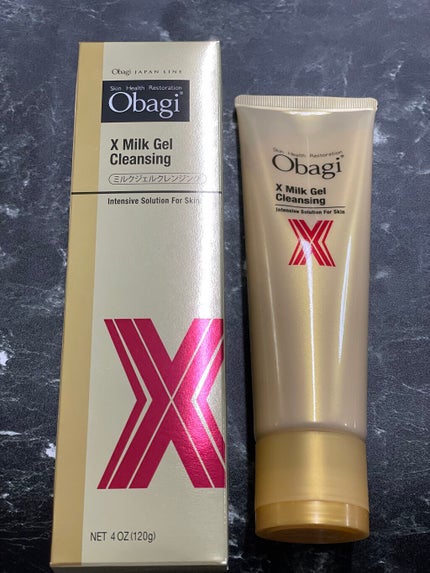 Obagi JAPAN LINE
Skin Health Restoration
Obagi®
X Milk Gel
Cleansing
ミルクジェルクレンジング
Intensive Solution For Skin
X
NET 4 OZ (120g)
Skin Health Restoration
Obagi®
X Milk Gel
Cleansing
Intensive Solution For Skin
X